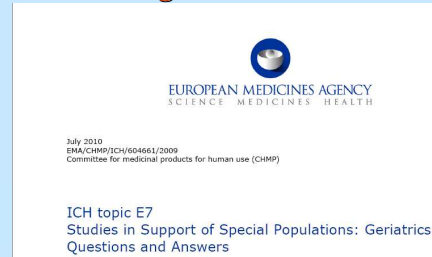 EUROPEAN MEDICINES AGENCY
SCIENCE MEDICINES HEALTH
July 2010
EMA/CHMP/ICH/604661/2009
Committee for medicinal products for human use (CHMP)
ICH topic E7
Studies in Support of Special Populations: Geriatrics
Questions and Answers